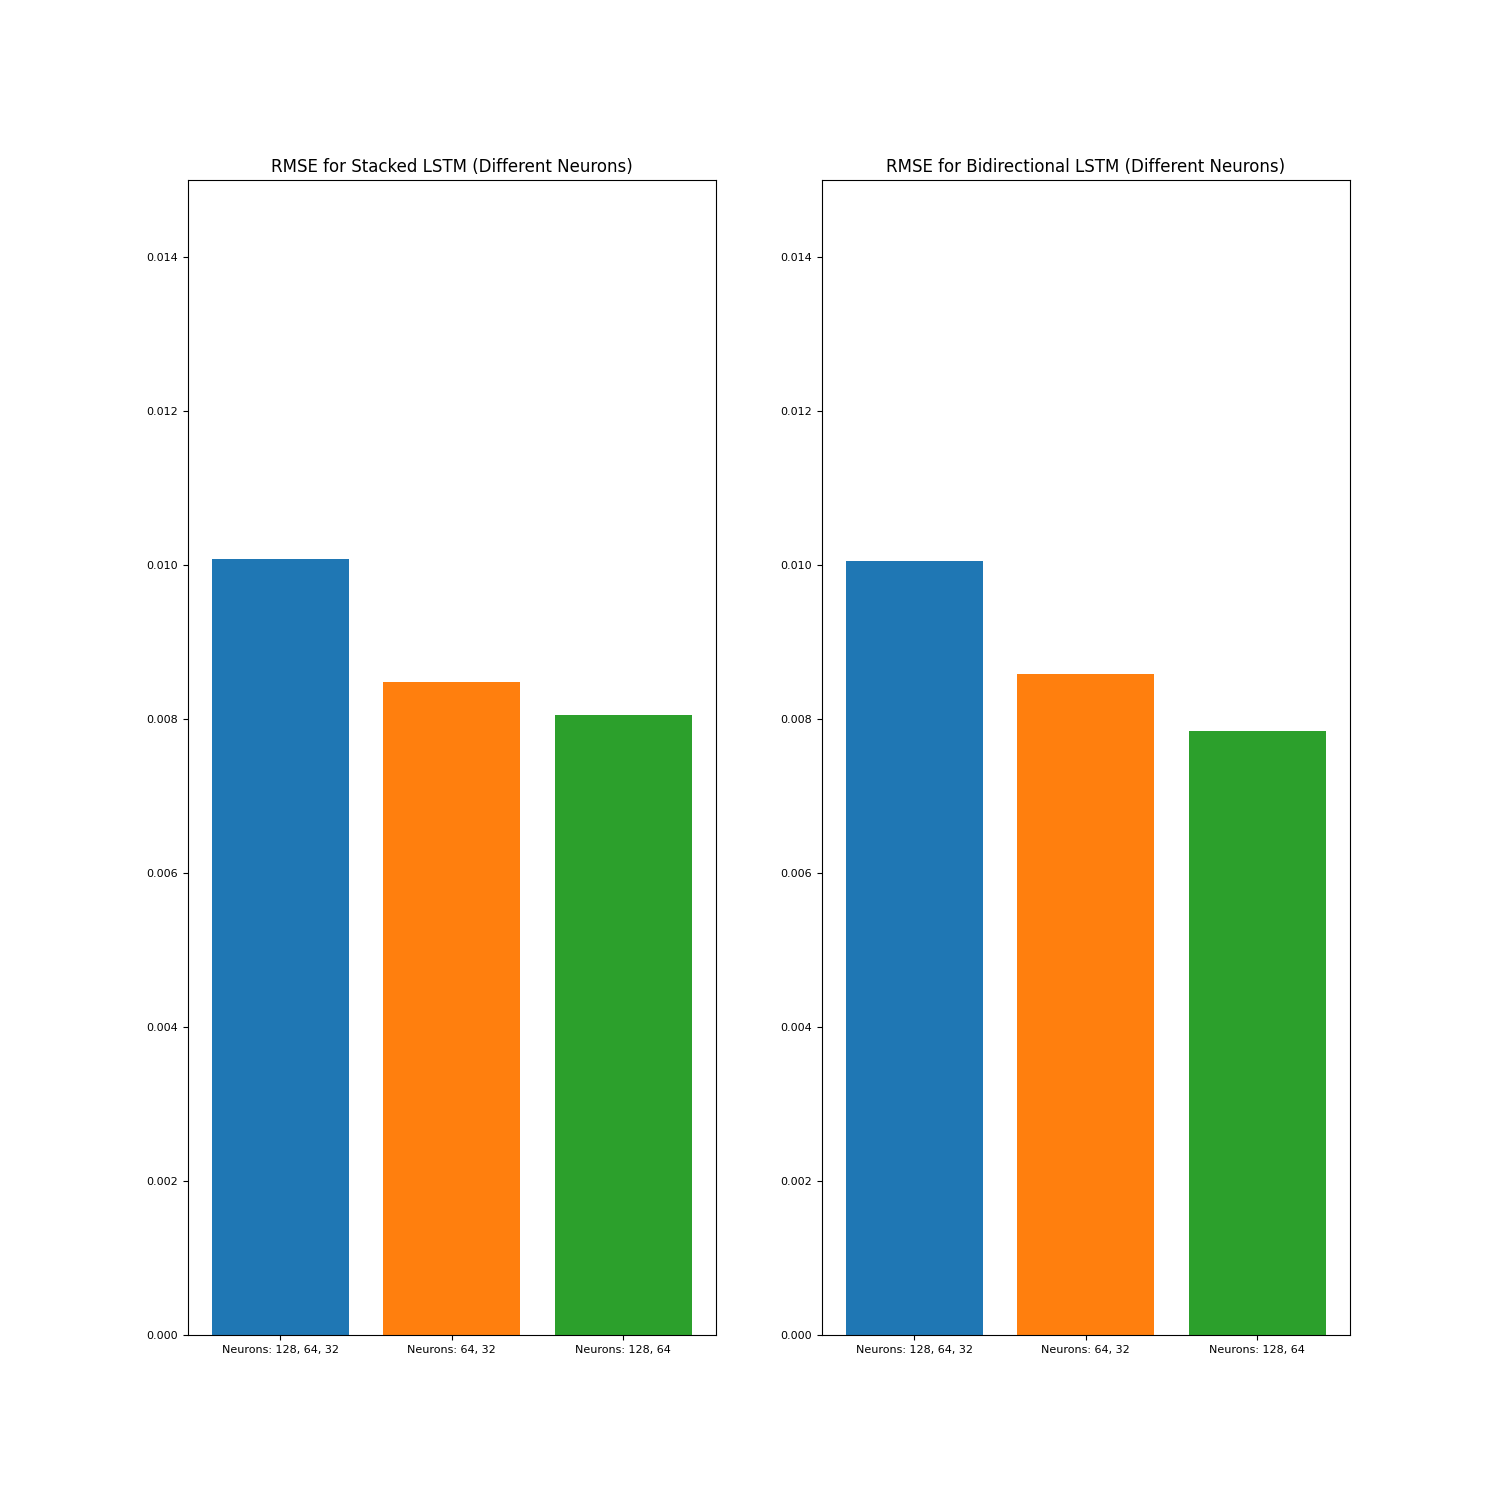 RMSE for Stacked LSTM (Different Neurons)
0.014
0.012
0.010
0.008
0.006
0.004
0.002
0.000
Neurons: 128, 64, 32
Neurons: 64, 32
Neurons: 128, 64
RMSE for Bidirectional LSTM (Different Neurons)
0.014
0.012
0.010
0.008
0.006
0.004
0.002
0.000
Neurons: 128, 64, 32
Neurons: 64, 32
Neurons: 128, 64